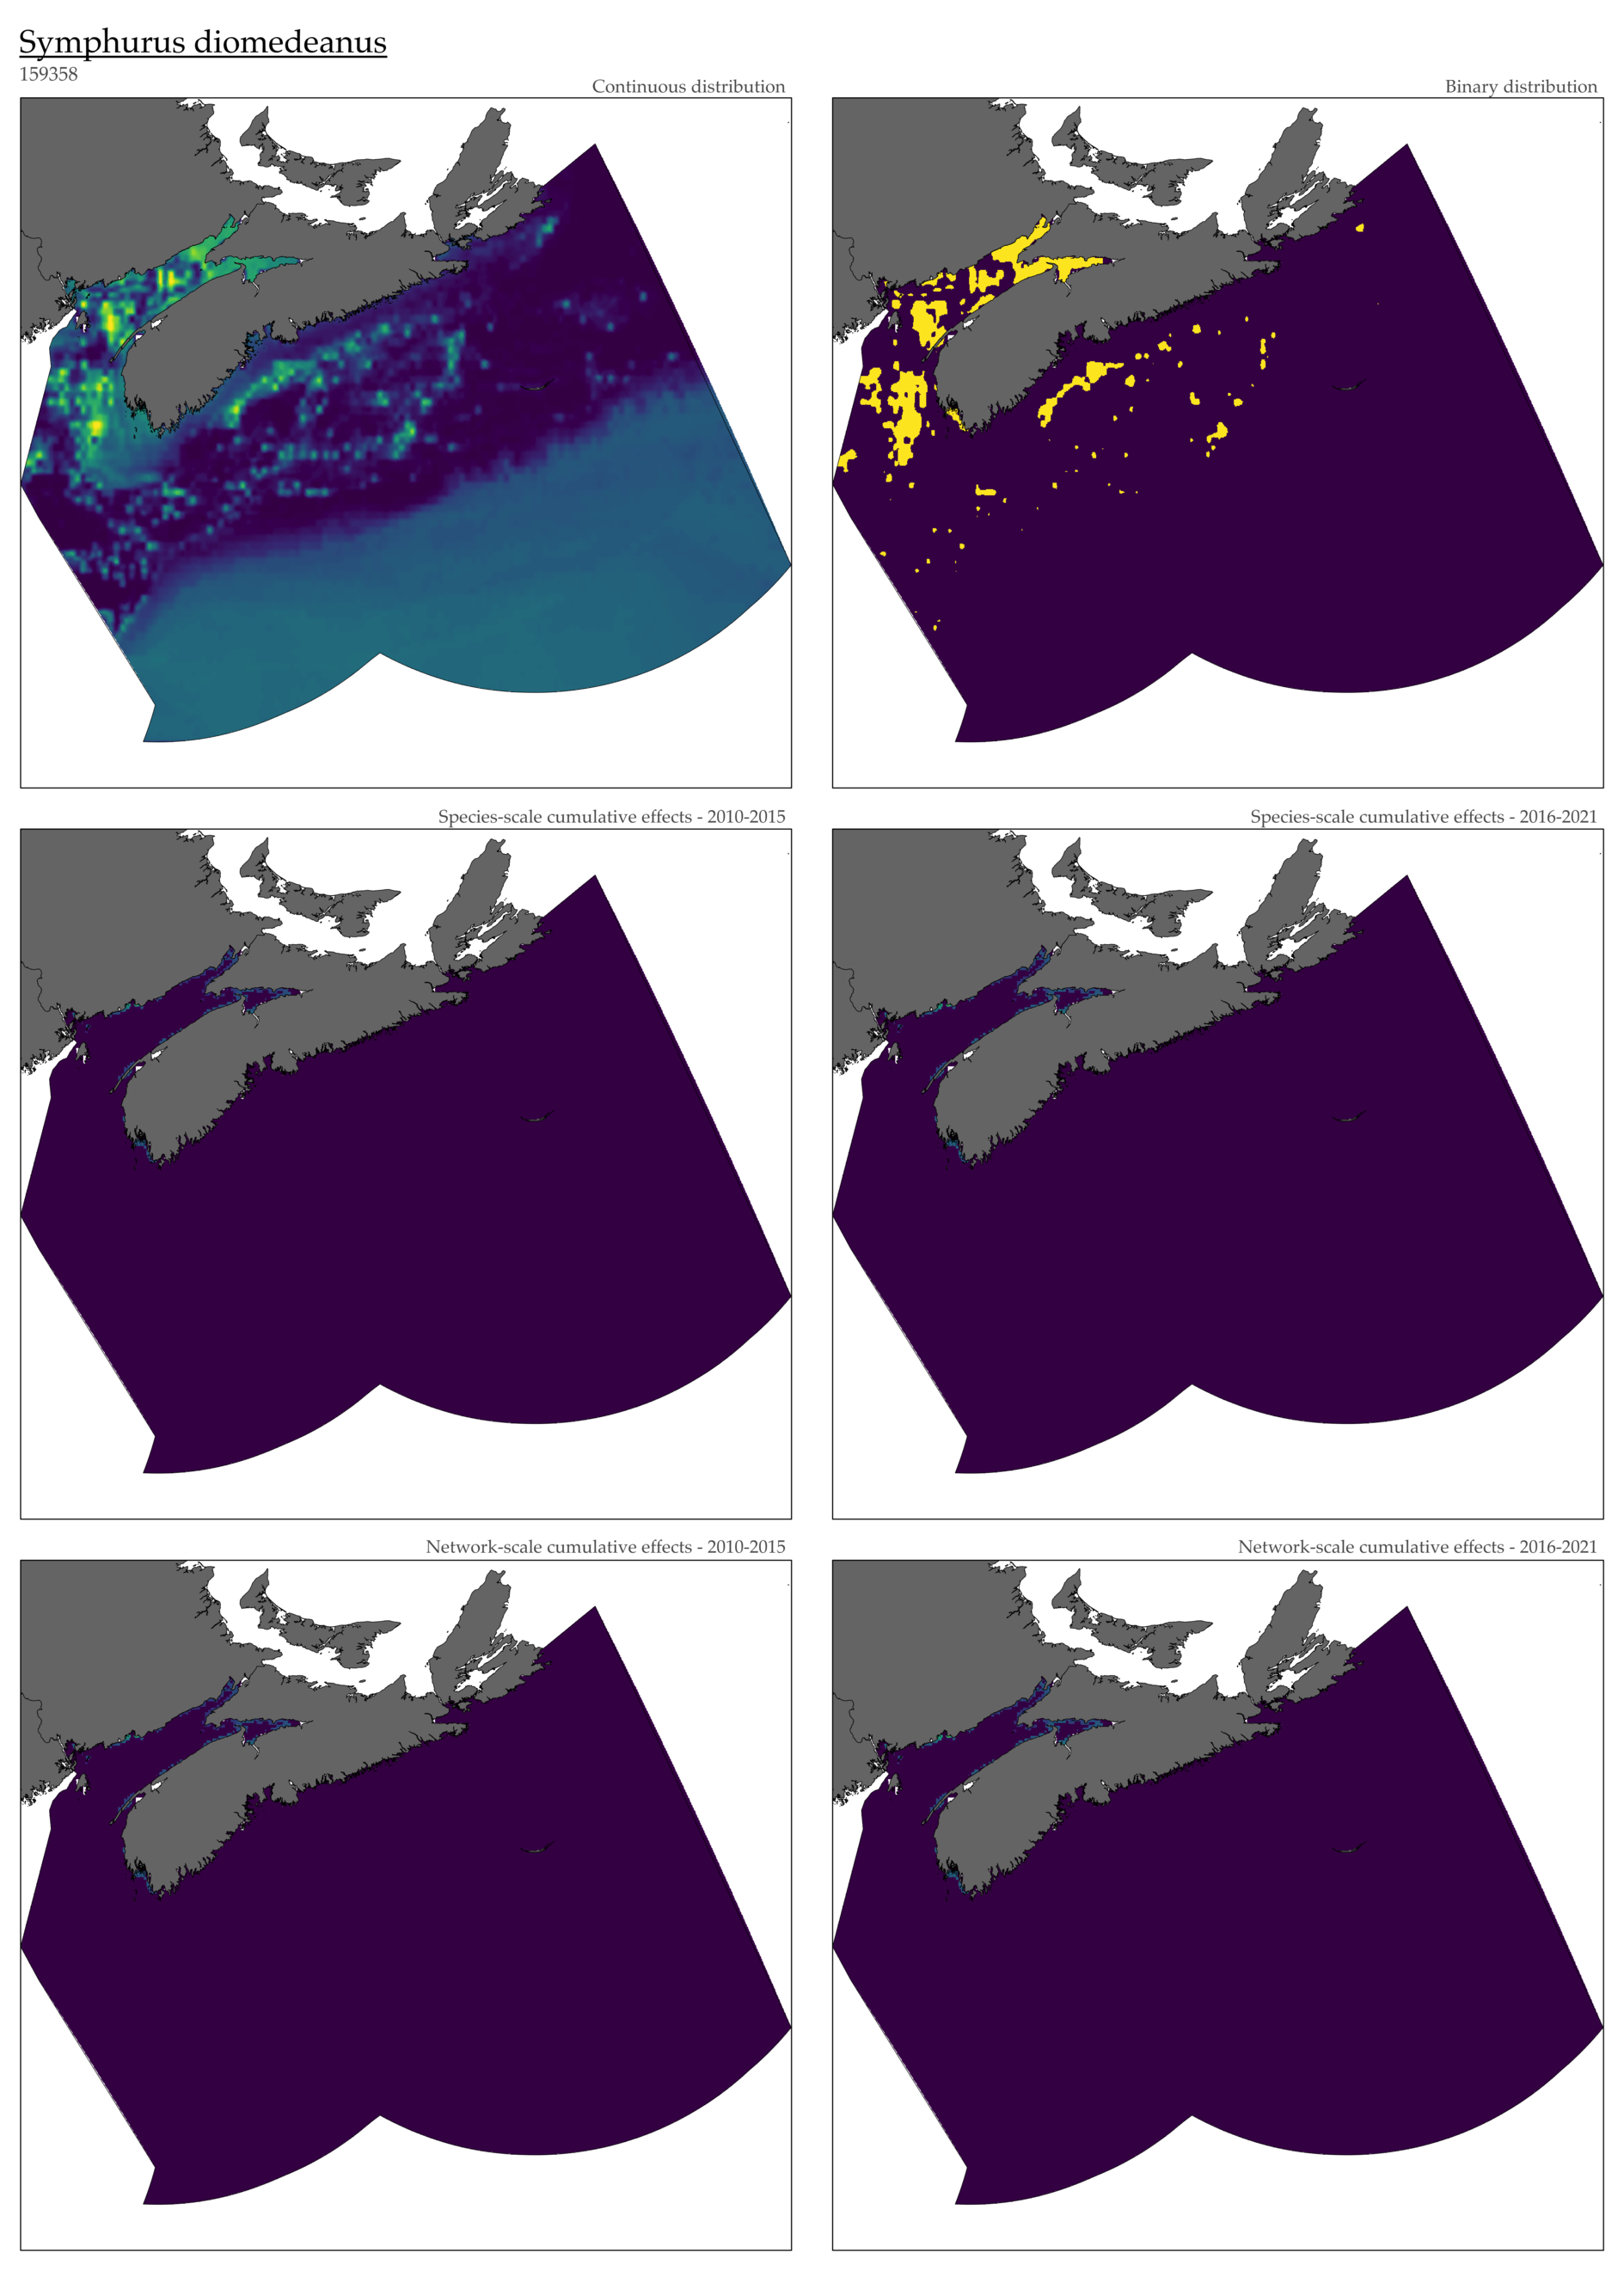 Symphurus diomedeanus
159358
Continuous distribution
Binary distribution
Species-scale cumulative effects - 2010-2015
Species-scale cumulative effects - 2016-2021
Network-scale cumulative effects - 2010-2015
Network-scale cumulative effects - 2016-2021